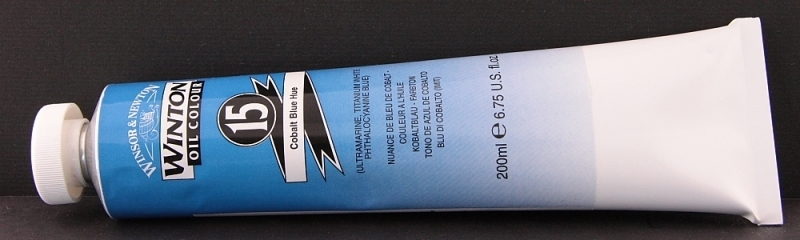 WINSOR & NEWTON
WINTON
OIL COLOUR
15
Cobalt Blue Hue
(ULTRAMARINE, TITANIUM WHITE
PHTHALOCYANINE BLUE)
NUANCE DE BLEU DE COBALT -
COULEUR A L'HUILE
KOBALTBLAU - FARBTON
TONO DE AZUL DE COBALTO
BLU DI COBALTO (IMIT)
200ml ℮ 6.75 U.S. fl.oz